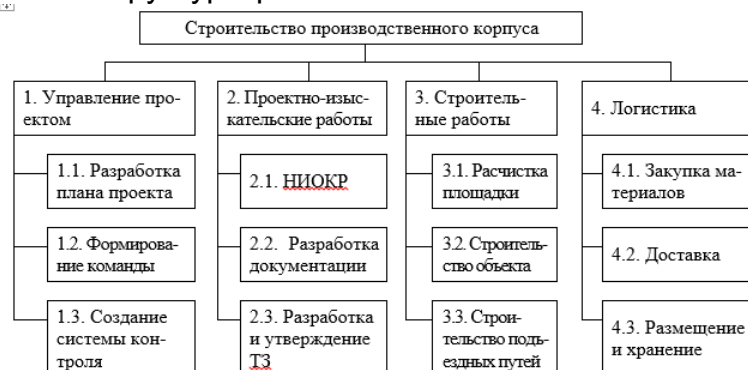 Строительство производственного корпуса
1. Управление про-
ектом
2. Проектно-изыс-
кательские работы
3. Строитель-
ные работы
4. Логистика
1.1. Разработка
плана проекта
2.1. НИОКР
3.1. Расчистка
площадки
4.1. Закупка ма-
териалов
1.2. Формирова-
ние команды
2.2. Разработка
документации
3.2. Строитель-
ство объекта
4.2. Доставка
1.3. Создание
системы кон-
троля
2.3. Разработка
и утверждение
ТЗ
3.3. Строи-
тельство подъ-
ездных путей
4.3. Размещение
и хранение